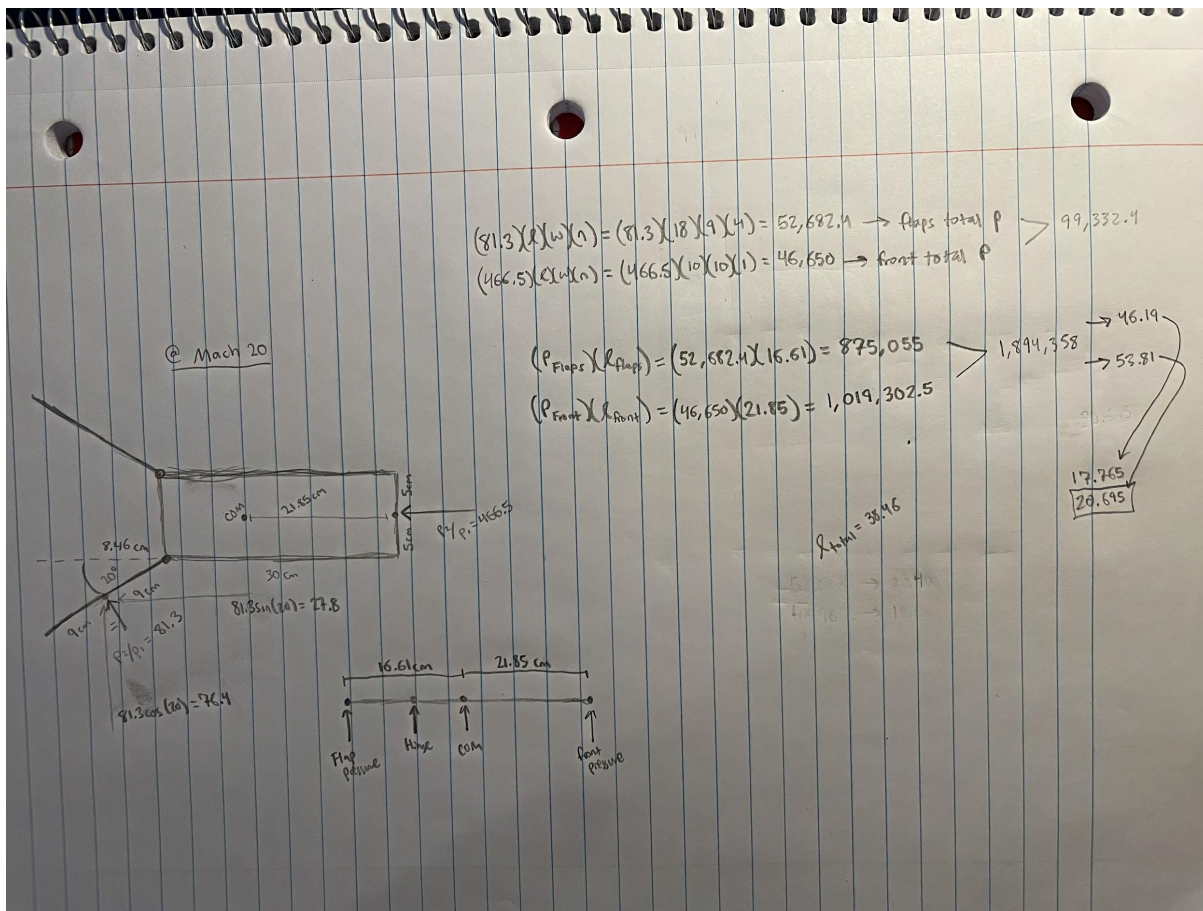 (81.3)(l)(w)(n) = (81.3)(18)(9)(4) = 52,682.4 → flaps total P
(466.5)(l)(w)(n) = (466.5)(10)(10)(1) = 46,650 → front total P
99,332.4
(P_Flaps)(l_flaps) = (52,682.4)(16.61) = 875,055
(P_Front)(l_front) = (46,650)(21.85) = 1,019,302.5
1,894,358
→ 46.19
→ 53.81
17.765
20.695
l_total = 38.46
@ Mach 20
COM
21.85 cm
5cm
5cm
P2/P1 = 466.5
8.46 cm
20°
9cm
9cm
30 cm
81.3sin(20) = 27.8
P2/P1 = 81.3
81.3cos(20) = 76.4
16.61cm
21.85 cm
Flap pressure
Hinge
COM
front pressure